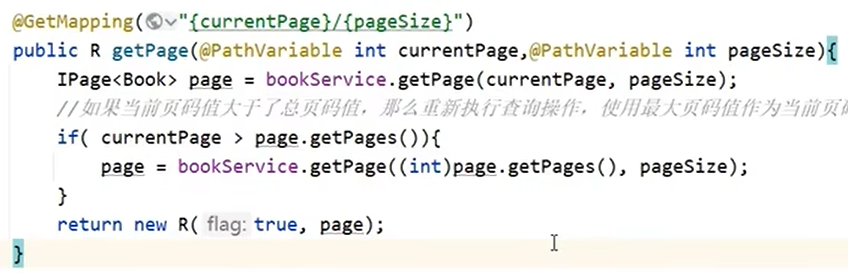 @GetMapping("{currentPage}/{pageSize}")
public R getPage(@PathVariable int currentPage,@PathVariable int pageSize){
IPage<Book> page = bookService.getPage(currentPage, pageSize);
//如果当前页码值大于了总页码值，那么重新执行查询操作，使用最大页码值作为当前页
if( currentPage > page.getPages()){
page = bookService.getPage((int)page.getPages(), pageSize);
}
return new R( flag: true, page);
}